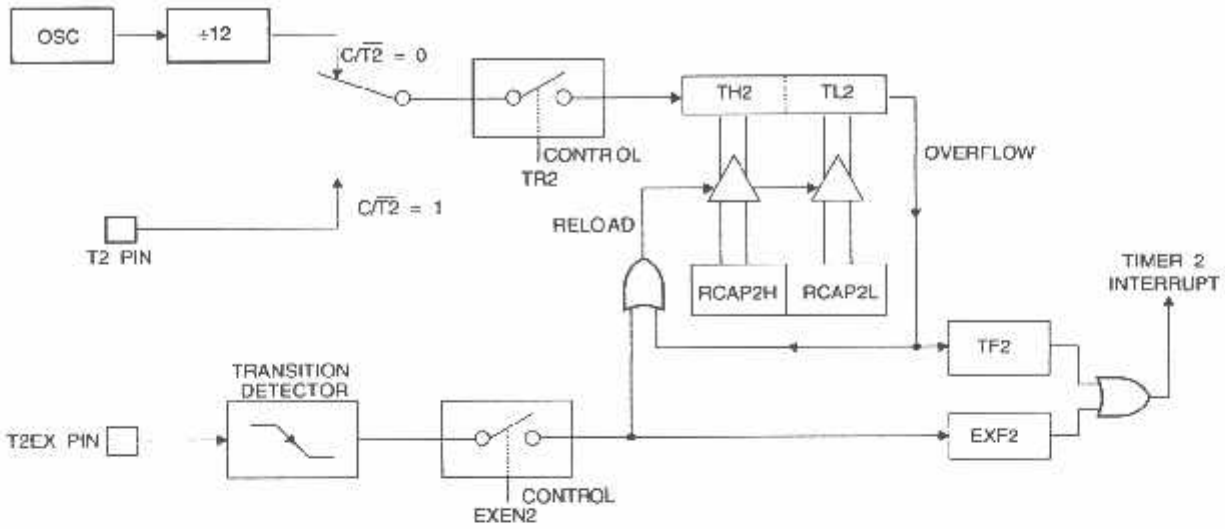 OSC
÷12
C/T2̅ = 0
TH2
TL2
CONTROL
TR2
OVERFLOW
C/T2̅ = 1
RELOAD
T2 PIN
RCAP2H
RCAP2L
TIMER 2
INTERRUPT
TF2
TRANSITION
DETECTOR
T2EX PIN
EXF2
CONTROL
EXEN2